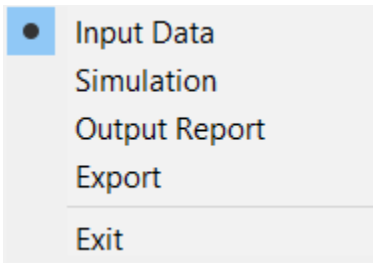 Input Data
Simulation
Output Report
Export
Exit